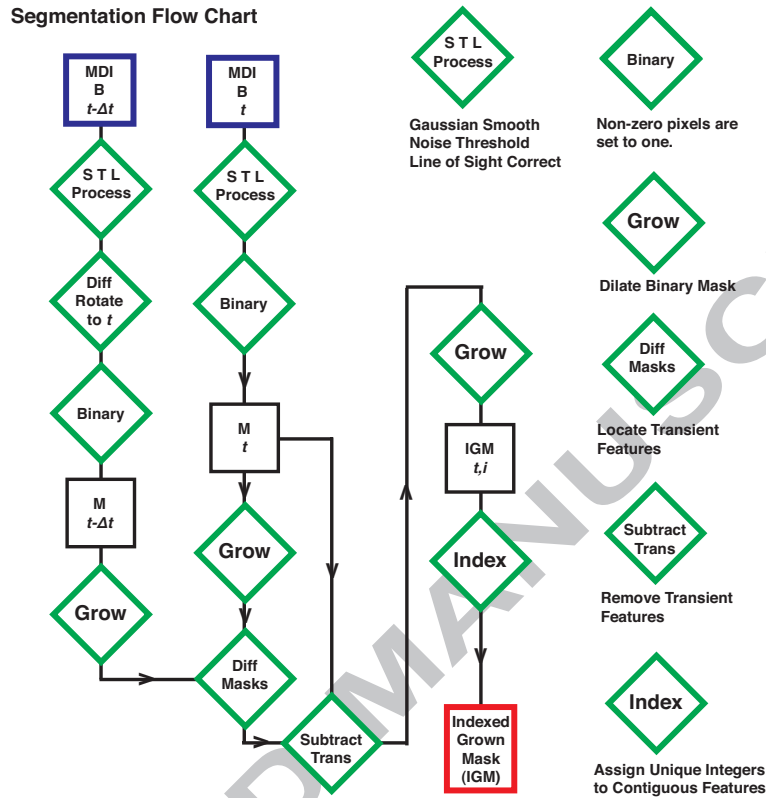 Segmentation Flow Chart
MDI
B
t-Δt
S T L
Process
Diff
Rotate
to t
Binary
M
t-Δt
Grow
MDI
B
t
S T L
Process
Binary
M
t
Grow
Diff
Masks
Subtract
Trans
Grow
IGM
t,i
Index
Indexed
Grown
Mask
(IGM)
S T L
Process
Gaussian Smooth
Noise Threshold
Line of Sight Correct
Binary
Non-zero pixels are
set to one.
Grow
Dilate Binary Mask
Diff
Masks
Locate Transient
Features
Subtract
Trans
Remove Transient
Features
Index
Assign Unique Integers
to Contiguous Features
D MANUSC